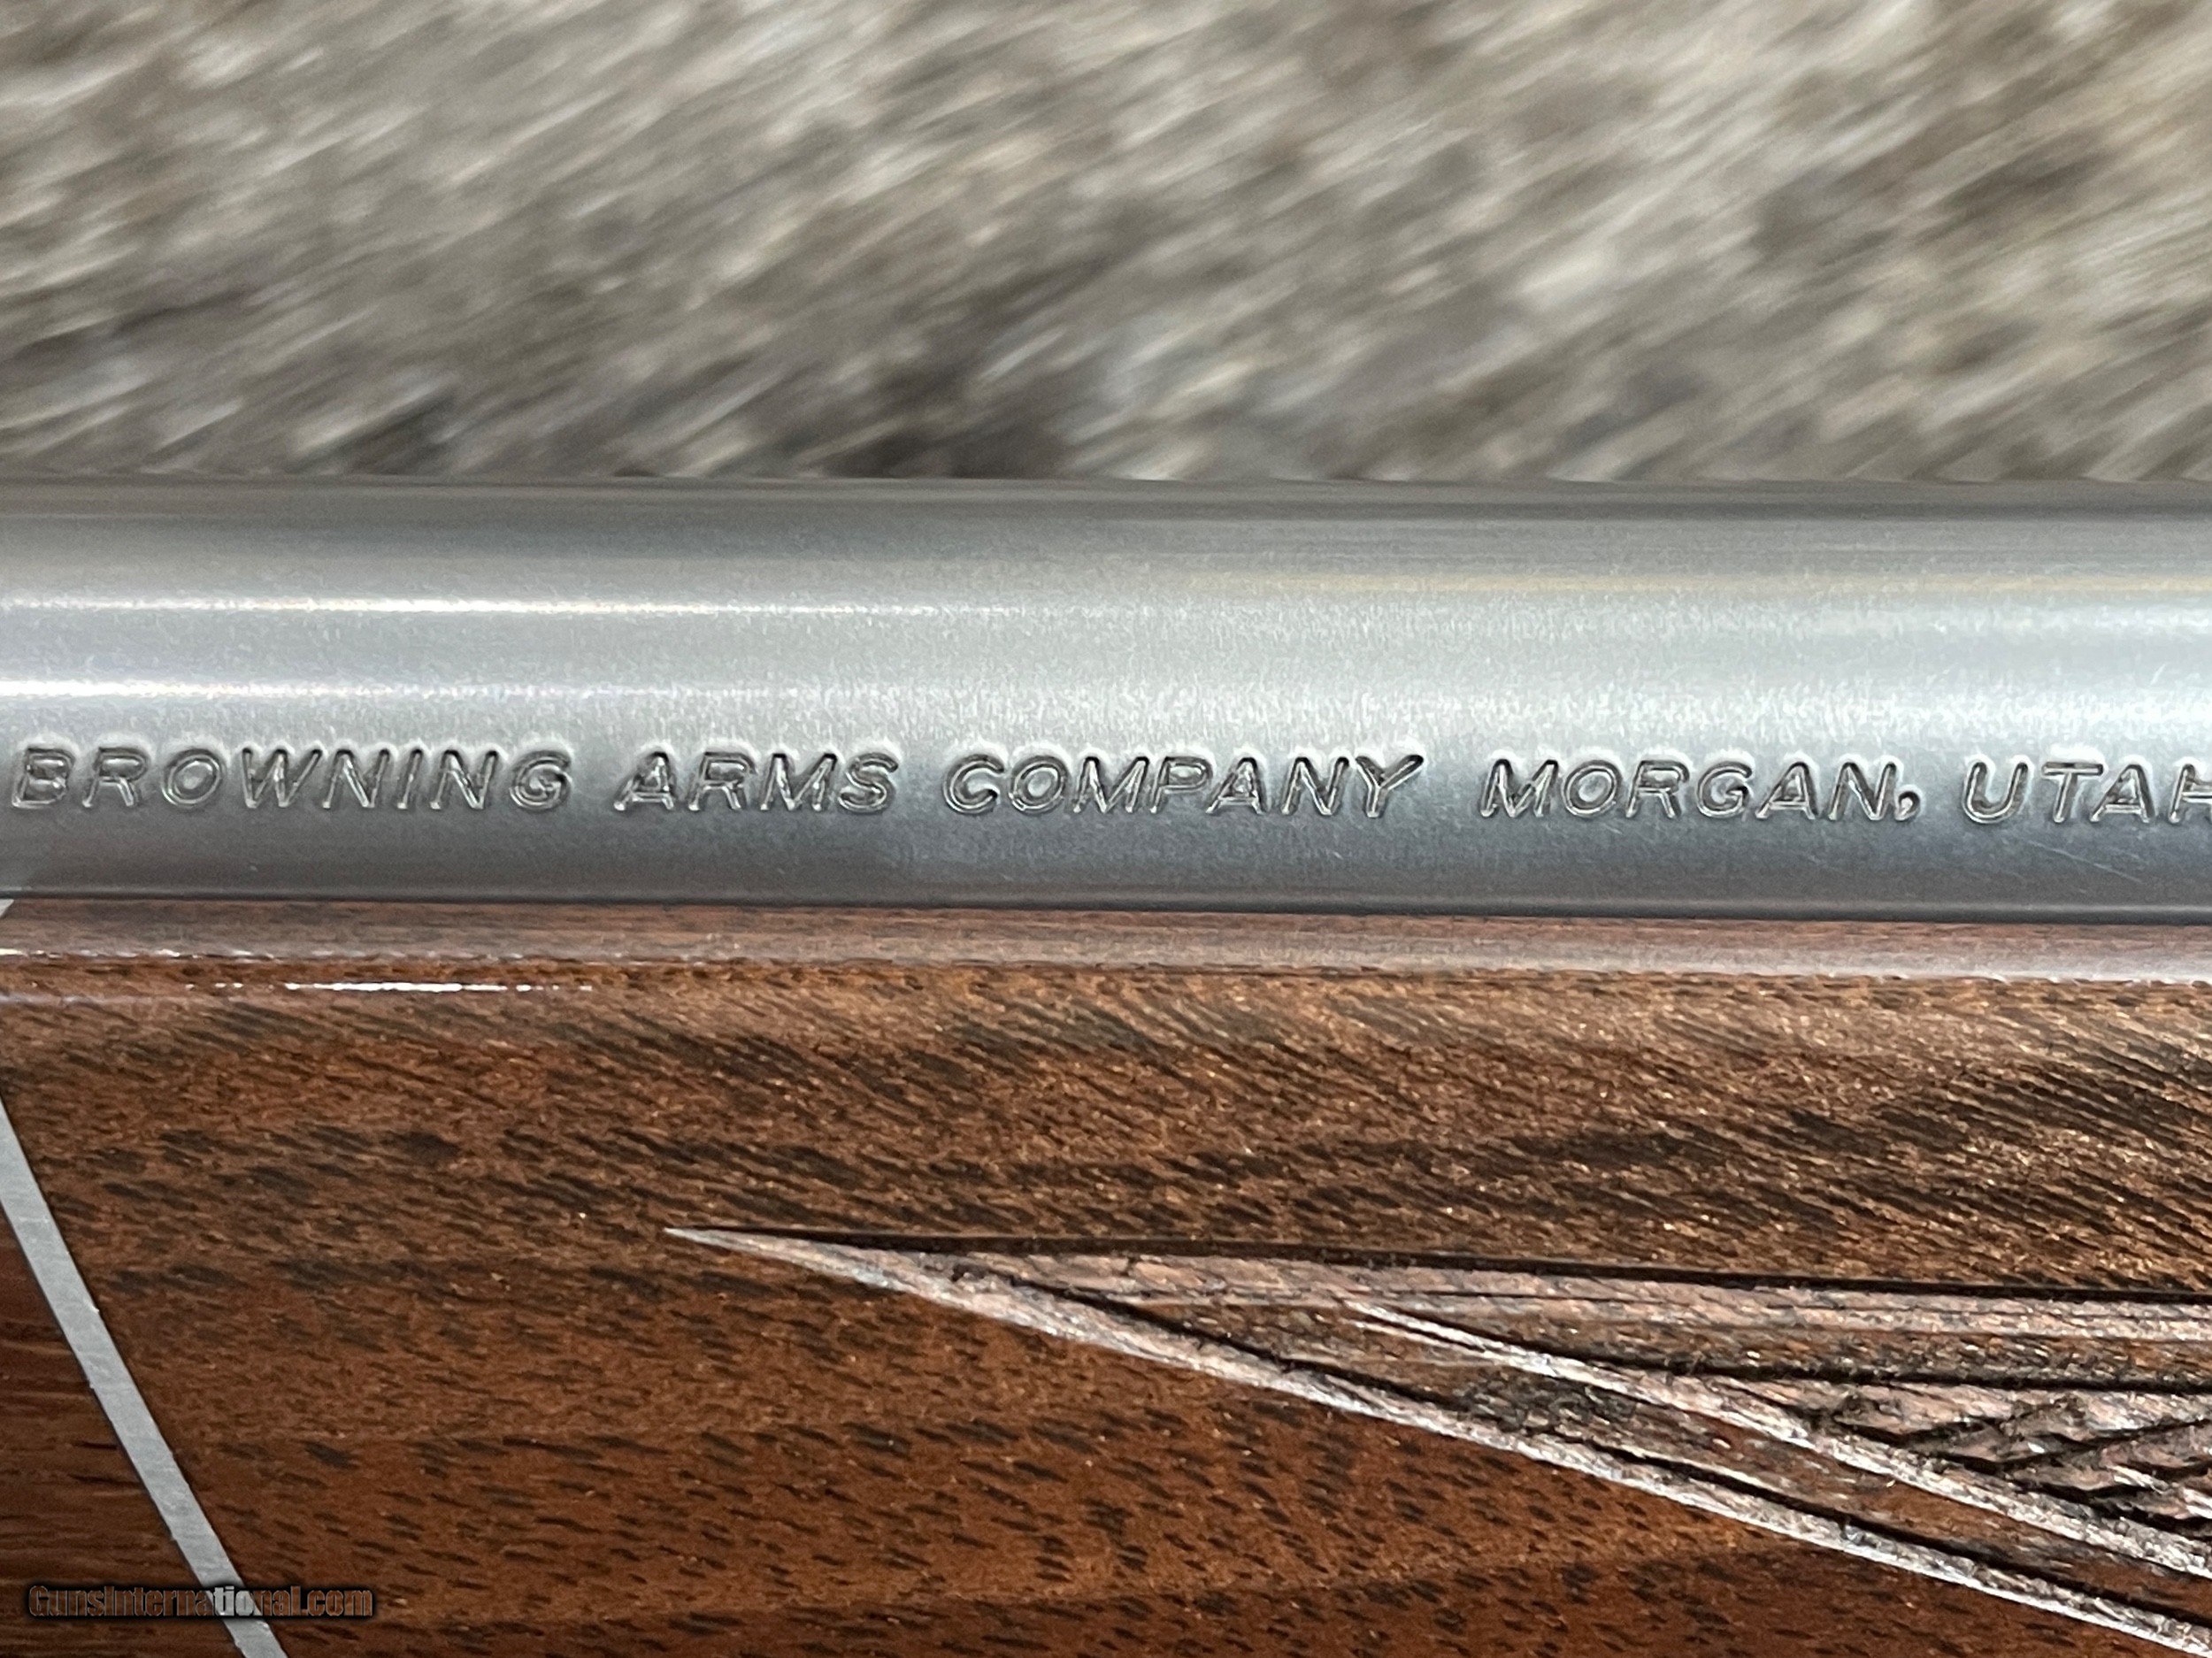 BROWNING ARMS COMPANY MORGAN, UTAH
GunsInternational.com